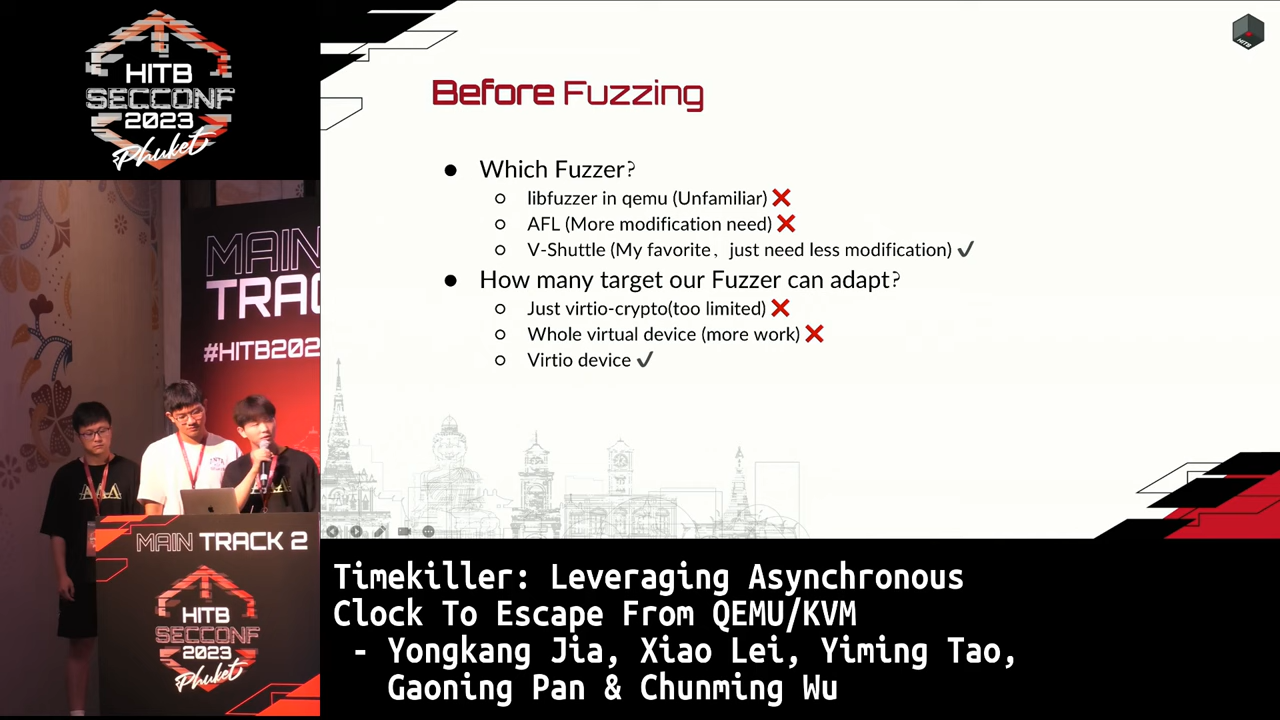 HITB
SECCONF
2023
Phuket
HITB
Before Fuzzing
● Which Fuzzer?
○ libfuzzer in qemu (Unfamiliar) ❌
○ AFL (More modification need) ❌
○ V-Shuttle (My favorite，just need less modification) ✔
● How many target our Fuzzer can adapt?
○ Just virtio-crypto(too limited) ❌
○ Whole virtual device (more work) ❌
○ Virtio device ✔
MAIN
TRAC
#HITB202
AAA
MAIN TRACK 2
HITB
SECCONF
2023
Phuket
Timekiller: Leveraging Asynchronous
Clock To Escape From QEMU/KVM
- Yongkang Jia, Xiao Lei, Yiming Tao,
Gaoning Pan & Chunming Wu